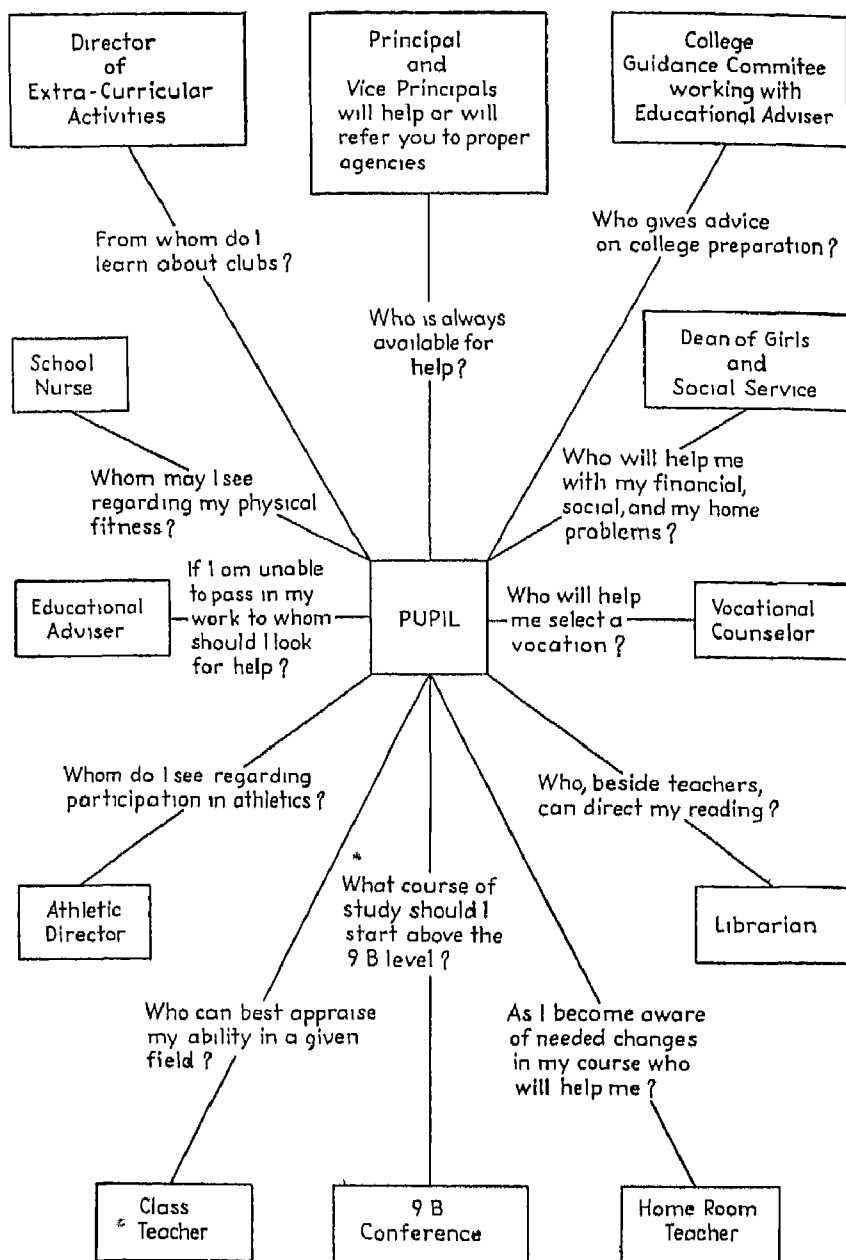 Director
of
Extra-Curricular
Activities
Principal
and
Vice Principals
will help or will
refer you to proper
agencies
College
Guidance Commitee
working with
Educational Adviser
From whom do I
learn about clubs?
Who is always
available for
help?
Who gives advice
on college preparation?
School
Nurse
Dean of Girls
and
Social Service
Whom may I see
regarding my physical
fitness?
Who will help me
with my financial,
social, and my home
problems?
Educational
Adviser
If I am unable
to pass in my
work to whom
should I look
for help?
PUPIL
Who will help
me select a
vocation?
Vocational
Counselor
Whom do I see regarding
participation in athletics?
Who, beside teachers,
can direct my reading?
Athletic
Director
What course of
study should I
start above the
9 B level?
Librarian
Who can best appraise
my ability in a given
field?
As I become aware
of needed changes
in my course who
will help me?
Class
Teacher
9 B
Conference
Home Room
Teacher